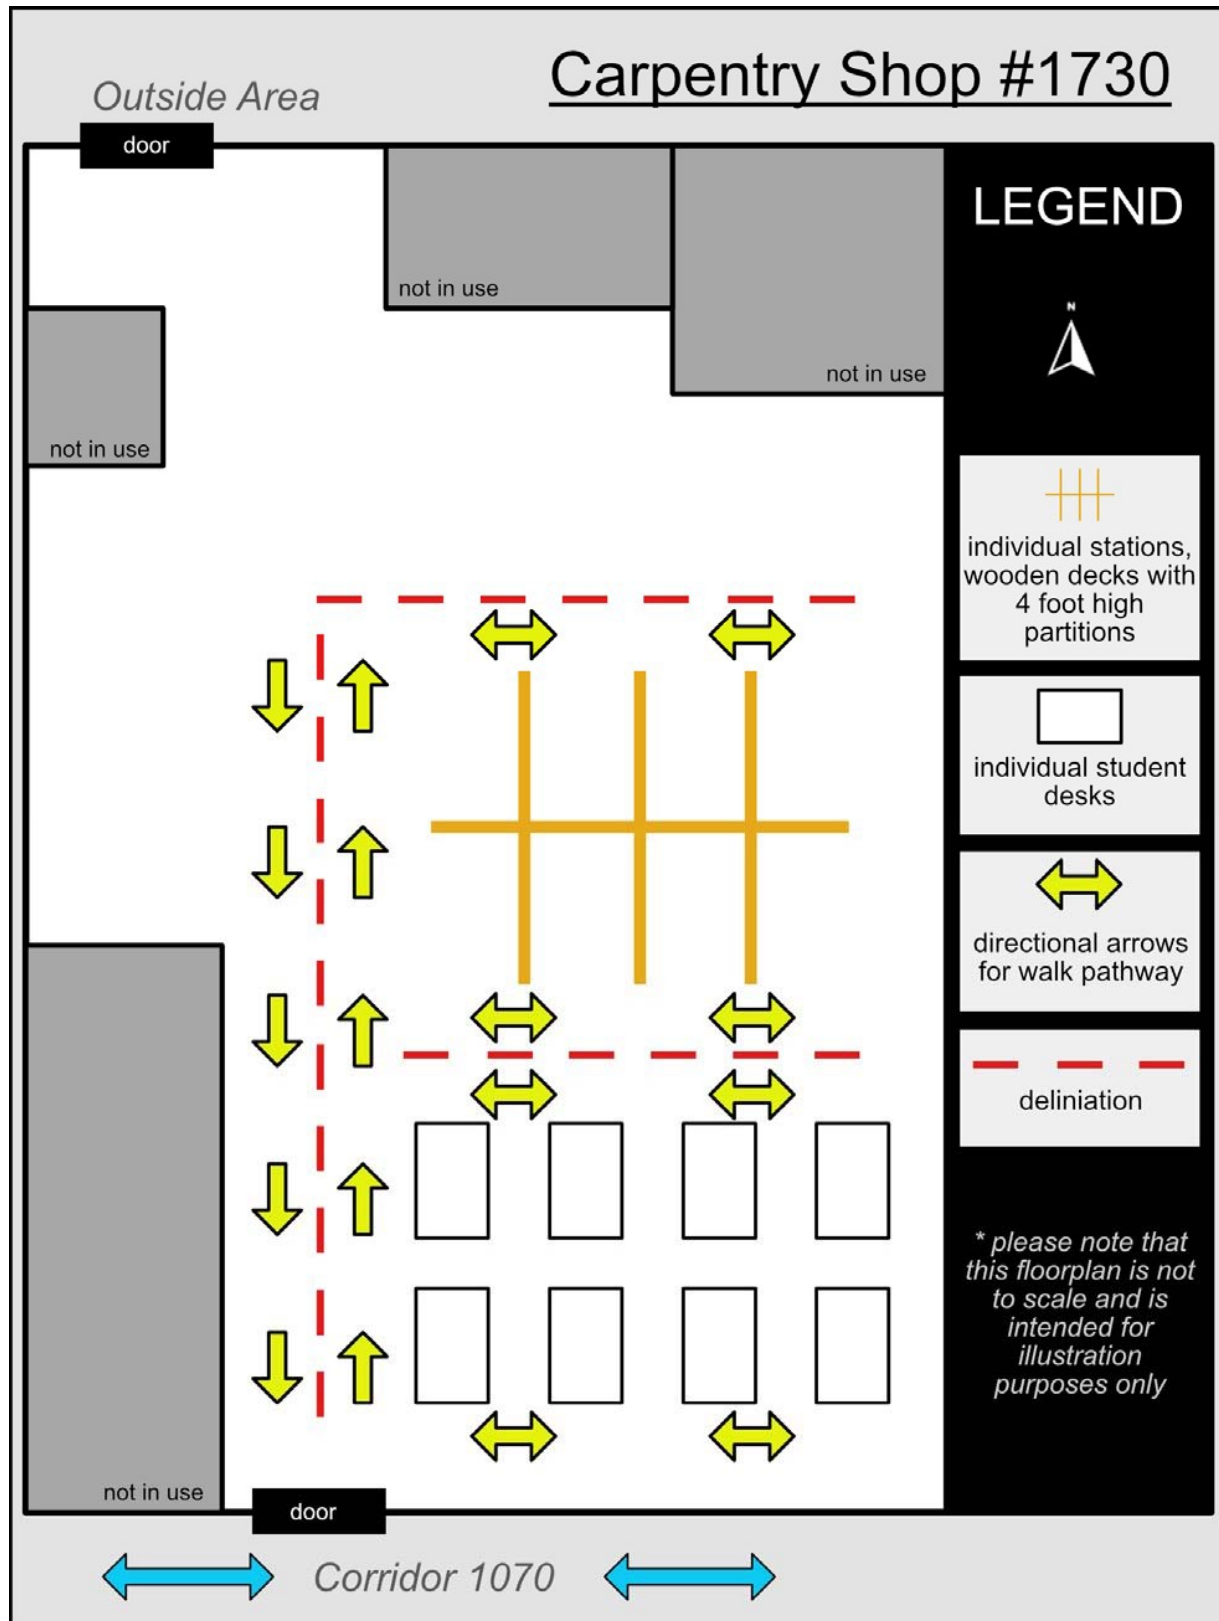 Carpentry Shop #1730
Outside Area
door
LEGEND
N
not in use
not in use
not in use
individual stations,
wooden decks with
4 foot high
partitions
individual student
desks
directional arrows
for walk pathway
deliniation
* please note that
this floorplan is not
to scale and is
intended for
illustration
purposes only
not in use
door
Corridor 1070